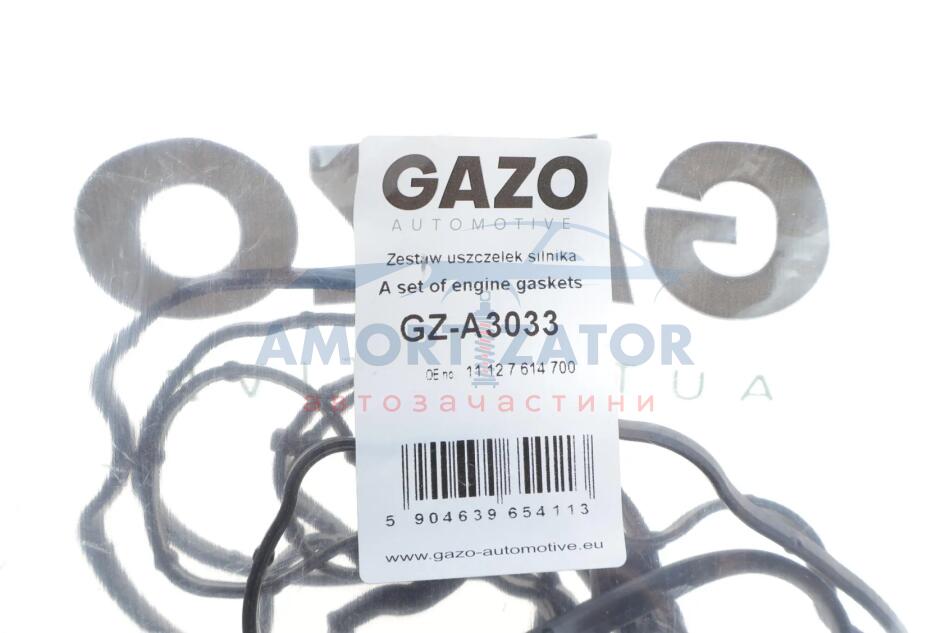 GAZO
AUTOMOTIVE
Zestaw uszczelek silnika
A set of engine gaskets
GZ-A3033
AMORTIZATOR
OE no. 11 12 7 614 700
автозачастини
5 904639 654113
www.gazo-automotive.eu